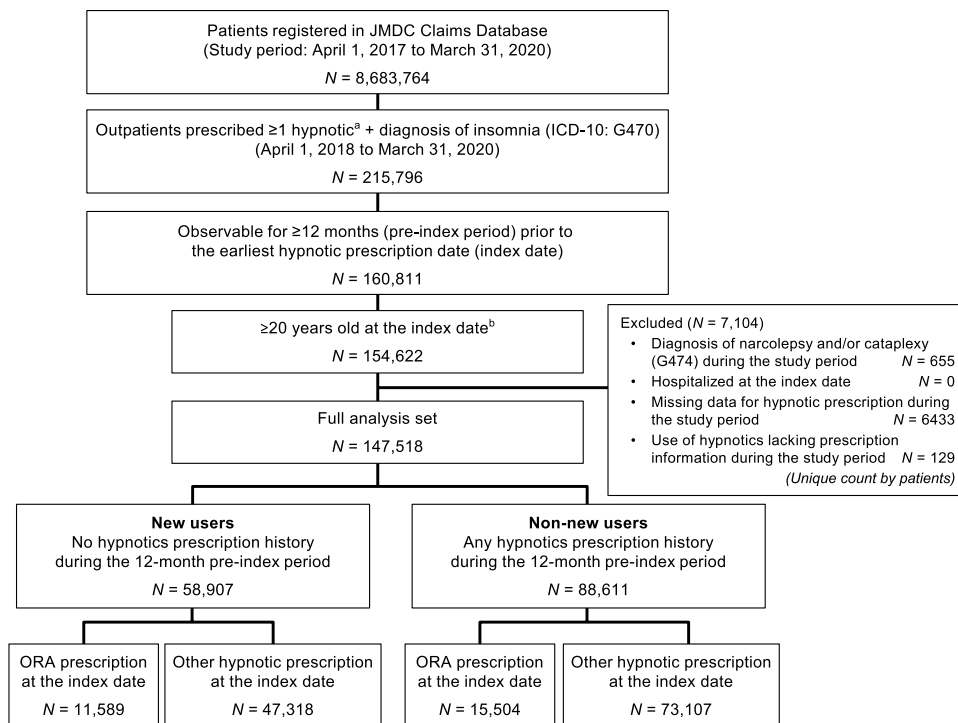 Patients registered in JMDC Claims Database
(Study period: April 1, 2017 to March 31, 2020)
N = 8,683,764
Outpatients prescribed ≥1 hypnoticᵃ + diagnosis of insomnia (ICD-10: G470)
(April 1, 2018 to March 31, 2020)
N = 215,796
Observable for ≥12 months (pre-index period) prior to
the earliest hypnotic prescription date (index date)
N = 160,811
≥20 years old at the index dateᵇ
N = 154,622
Excluded (N = 7,104)
• Diagnosis of narcolepsy and/or cataplexy
(G474) during the study period N = 655
• Hospitalized at the index date N = 0
• Missing data for hypnotic prescription during
the study period N = 6433
• Use of hypnotics lacking prescription
information during the study period N = 129
(Unique count by patients)
Full analysis set
N = 147,518
New users
No hypnotics prescription history
during the 12-month pre-index period
N = 58,907
Non-new users
Any hypnotics prescription history
during the 12-month pre-index period
N = 88,611
ORA prescription
at the index date
N = 11,589
Other hypnotic prescription
at the index date
N = 47,318
ORA prescription
at the index date
N = 15,504
Other hypnotic prescription
at the index date
N = 73,107